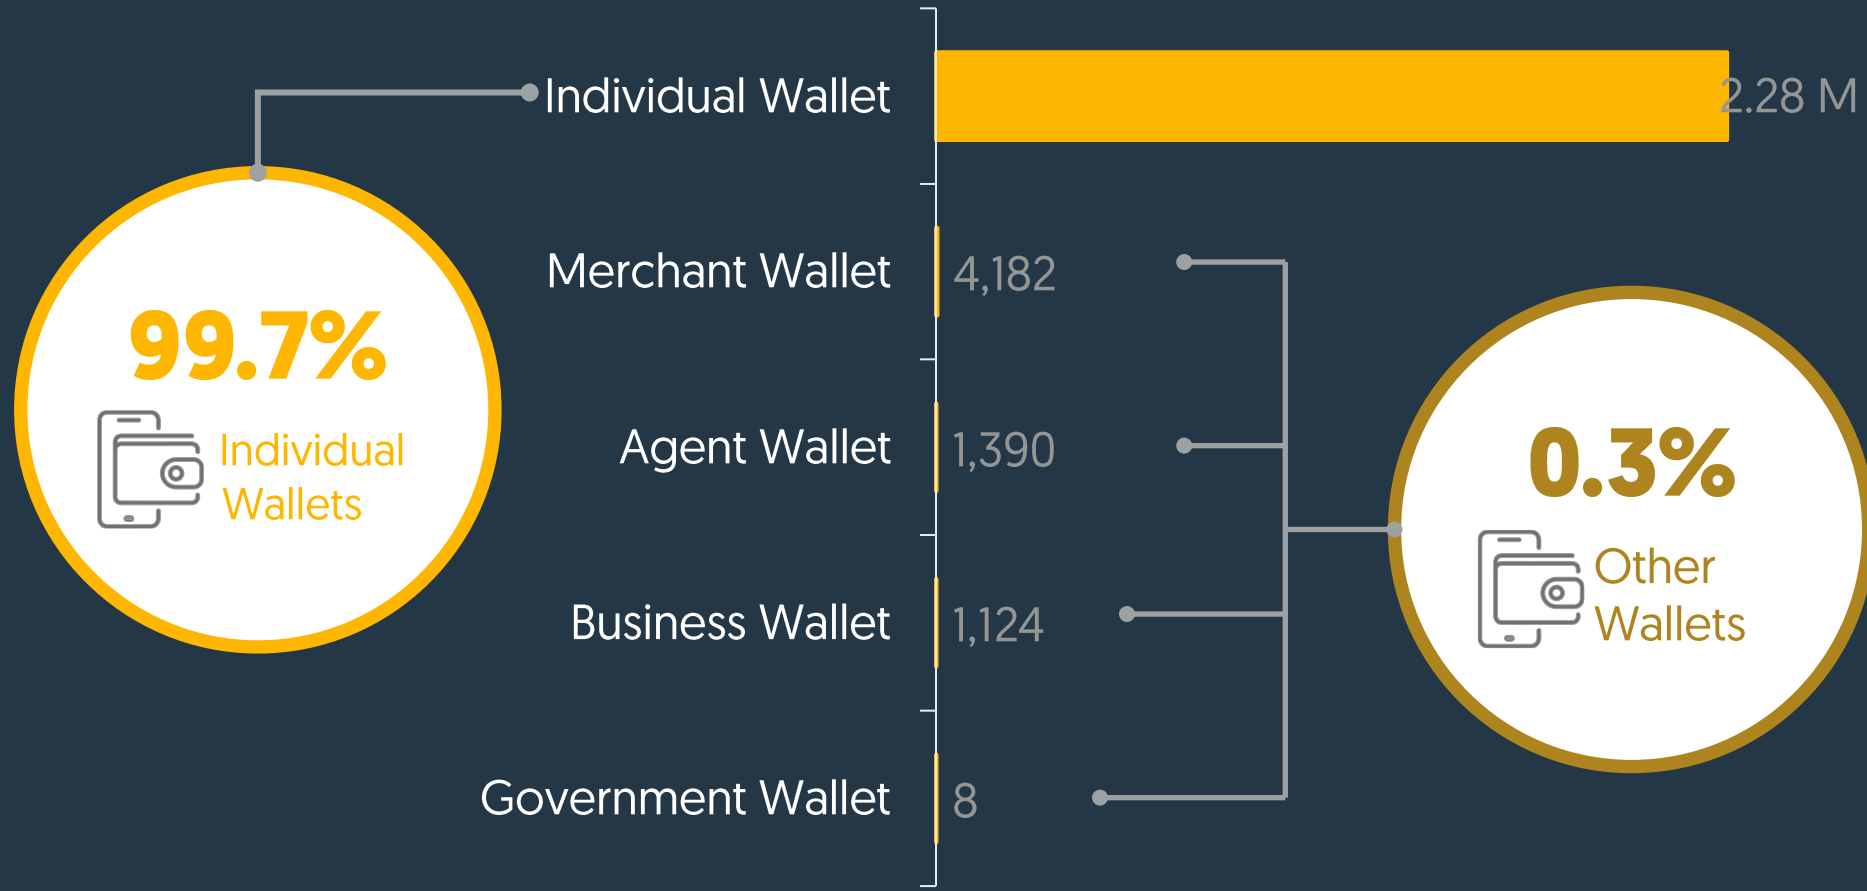 Individual Wallet
2.28 M
Merchant Wallet
4,182
Agent Wallet
1,390
Business Wallet
1,124
Government Wallet
8
99.7%
Individual
Wallets
0.3%
Other
Wallets